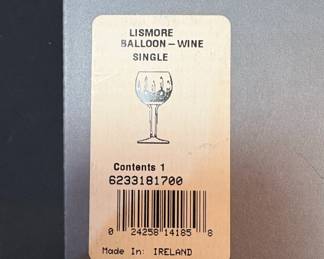 LISMORE
BALLOON – WINE
SINGLE
Contents 1
6233181700
0 24258 14185 8
Made In: IRELAND